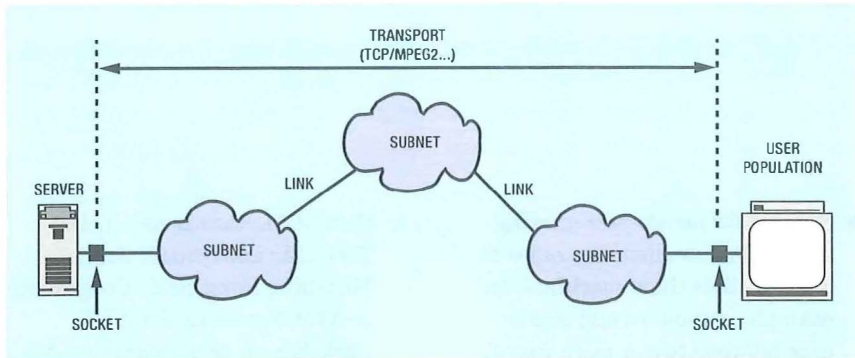 TRANSPORT
(TCP/MPEG2...)
SUBNET
USER
POPULATION
SERVER
LINK
LINK
SUBNET
SUBNET
SOCKET
SOCKET